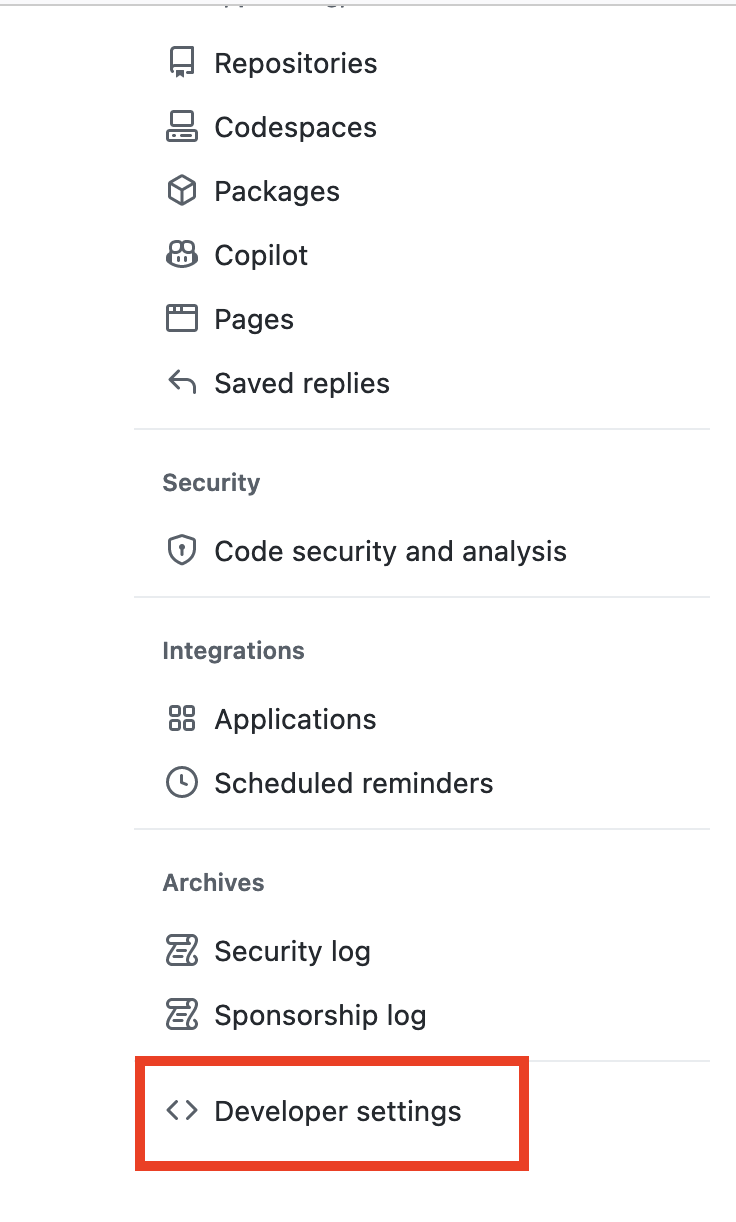 Repositories
Codespaces
Packages
Copilot
Pages
Saved replies
Security
Code security and analysis
Integrations
Applications
Scheduled reminders
Archives
Security log
Sponsorship log
Developer settings